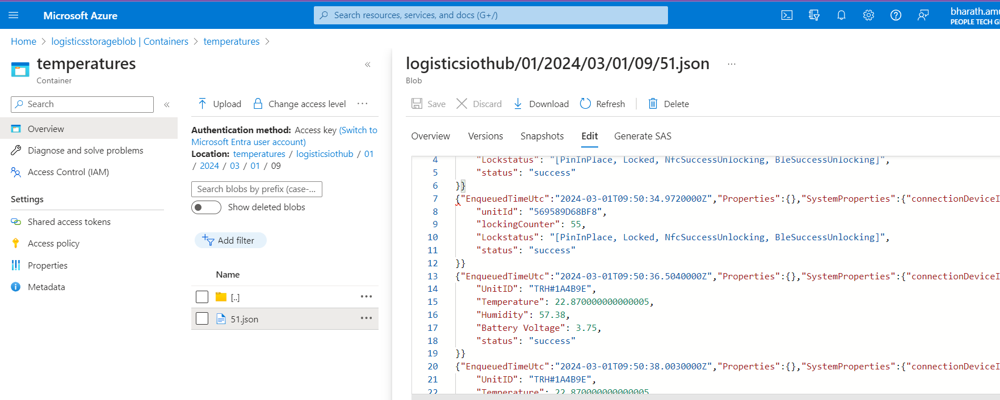 Microsoft Azure
Search resources, services, and docs (G+/)
bharath.amu
PEOPLE TECH G
Home > logisticsstorageblob | Containers > temperatures >
temperatures
Container
Search
Overview
Diagnose and solve problems
Access Control (IAM)
Settings
Shared access tokens
Access policy
Properties
Metadata
Upload
Change access level
Authentication method: Access key (Switch to
Microsoft Entra user account)
Location: temperatures / logisticsiothub / 01
/ 2024 / 03 / 01 / 09
Search blobs by prefix (case-...
Show deleted blobs
Add filter
Name
[..]
51.json
logisticsiothub/01/2024/03/01/09/51.json
Blob
Save
Discard
Download
Refresh
Delete
Overview
Versions
Snapshots
Edit
Generate SAS
4 "Lockstatus": "[PinInPlace, Locked, NfcSuccessUnlocking, BleSuccessUnlocking]",
5 "status": "success"
6 }}
7 {"EnqueuedTimeUtc":"2024-03-01T09:50:34.9720000Z","Properties":{},"SystemProperties":{"connectionDeviceI
8 "unitId": "569589D68BF8",
9 "lockingCounter": 55,
10 "Lockstatus": "[PinInPlace, Locked, NfcSuccessUnlocking, BleSuccessUnlocking]",
11 "status": "success"
12 }}
13 {"EnqueuedTimeUtc":"2024-03-01T09:50:36.5040000Z","Properties":{},"SystemProperties":{"connectionDeviceI
14 "UnitID": "TRH#1A4B9E",
15 "Temperature": 22.870000000000005,
16 "Humidity": 57.38,
17 "Battery Voltage": 3.75,
18 "status": "success"
19 }}
20 {"EnqueuedTimeUtc":"2024-03-01T09:50:38.0030000Z","Properties":{},"SystemProperties":{"connectionDeviceI
21 "UnitID": "TRH#1A4B9E",
22 "Temperature": 22.870000000000005